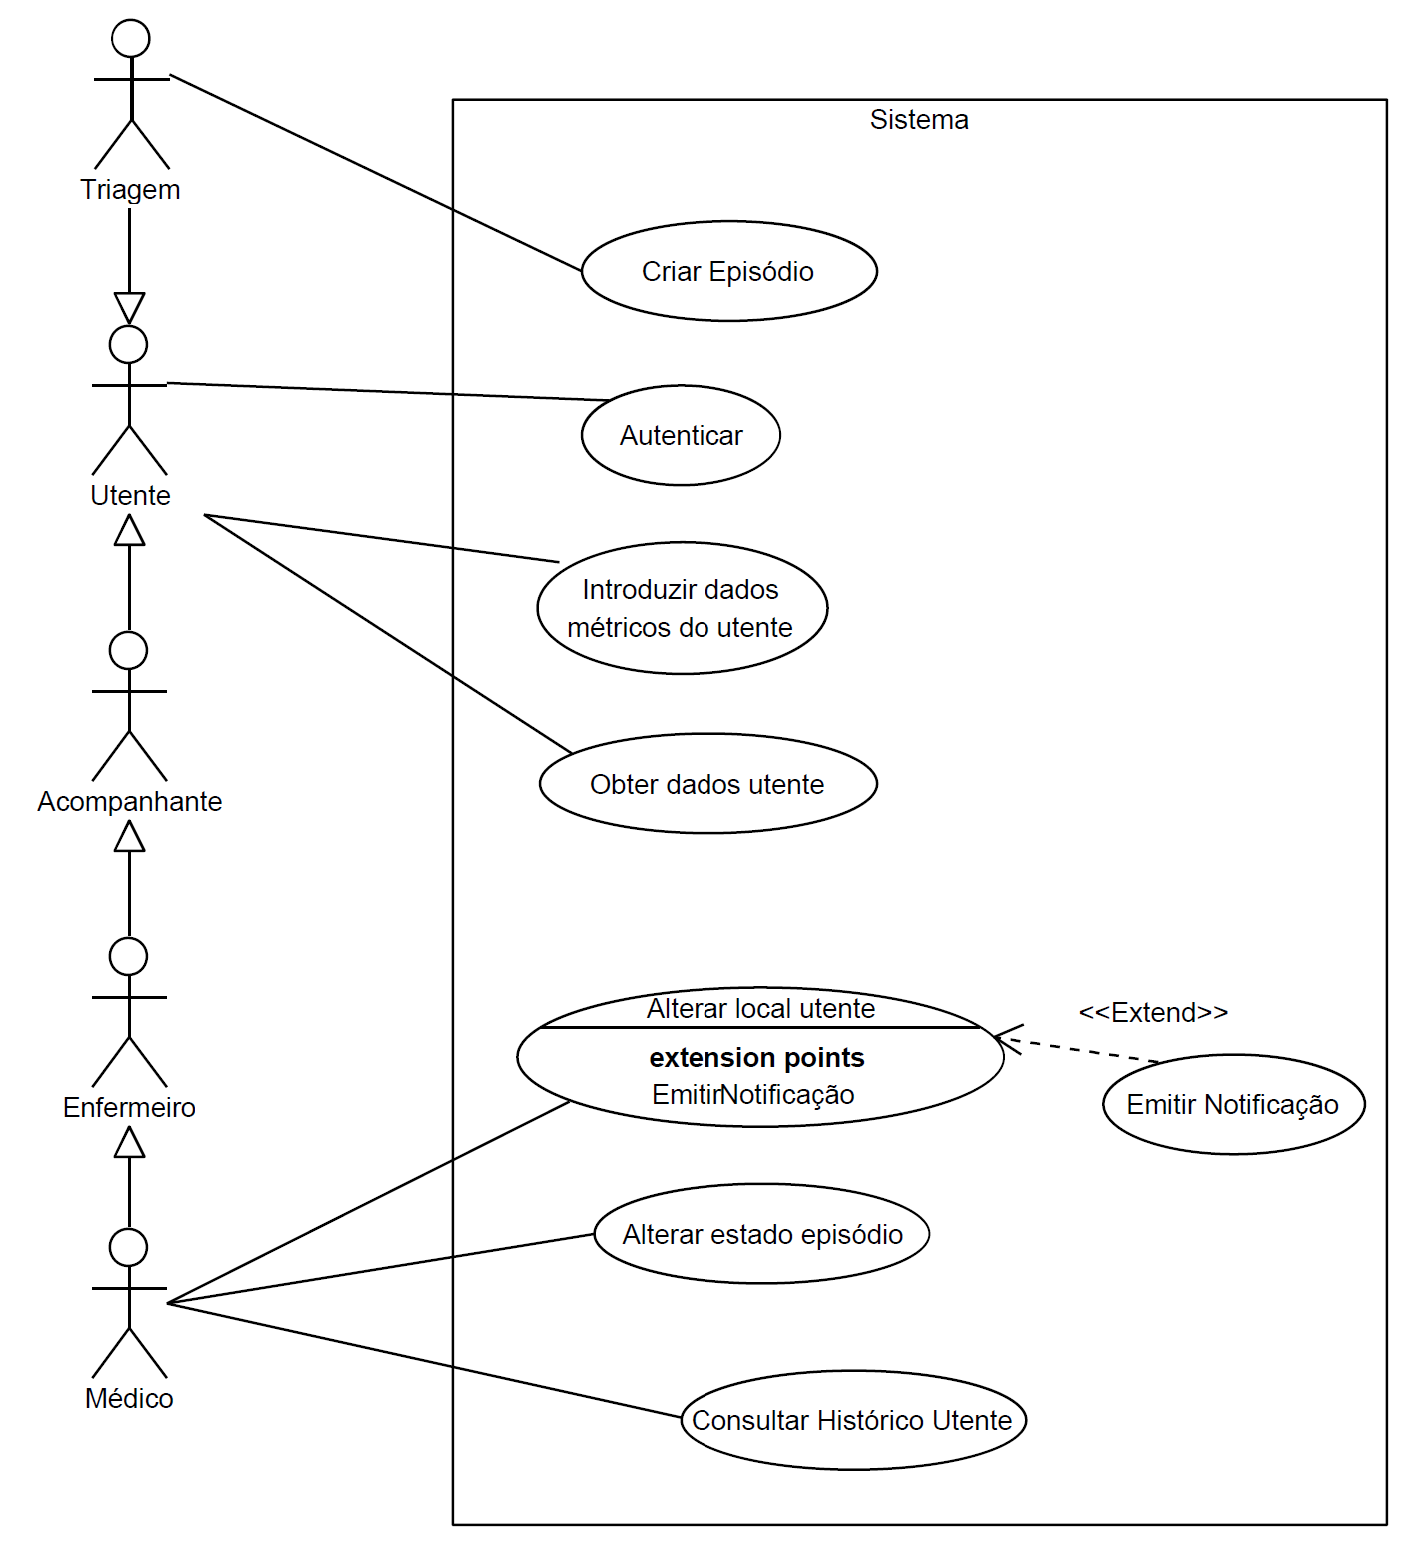 Sistema
Triagem
Criar Episódio
Autenticar
Utente
Introduzir dados
métricos do utente
Obter dados utente
Acompanhante
Alterar local utente
<<Extend>>
extension points
EmitirNotificação
Emitir Notificação
Enfermeiro
Alterar estado episódio
Médico
Consultar Histórico Utente